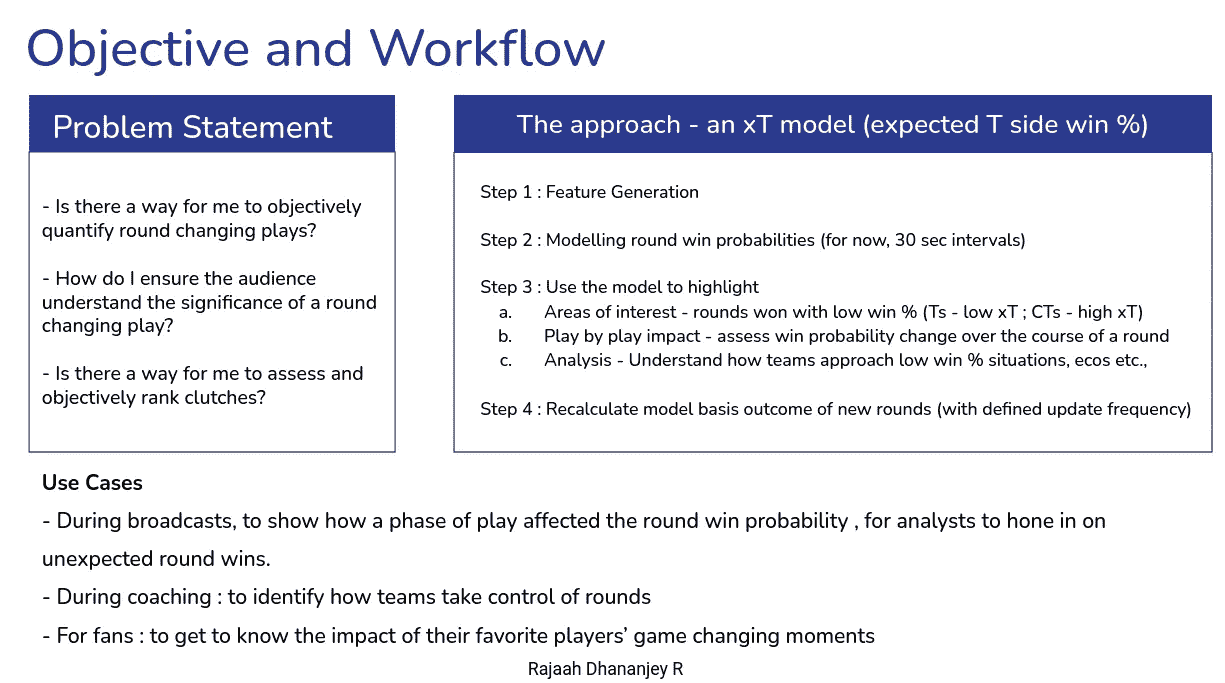 Objective and Workflow
Problem Statement
- Is there a way for me to objectively
quantify round changing plays?
- How do I ensure the audience
understand the significance of a round
changing play?
- Is there a way for me to assess and
objectively rank clutches?
The approach - an xT model (expected T side win %)
Step 1 : Feature Generation
Step 2 : Modelling round win probabilities (for now, 30 sec intervals)
Step 3 : Use the model to highlight
a. Areas of interest - rounds won with low win % (Ts - low xT ; CTs - high xT)
b. Play by play impact - assess win probability change over the course of a round
c. Analysis - Understand how teams approach low win % situations, ecos etc.,
Step 4 : Recalculate model basis outcome of new rounds (with defined update frequency)
Use Cases
- During broadcasts, to show how a phase of play affected the round win probability , for analysts to hone in on
unexpected round wins.
- During coaching : to identify how teams take control of rounds
- For fans : to get to know the impact of their favorite players’ game changing moments
Rajaah Dhananjey R